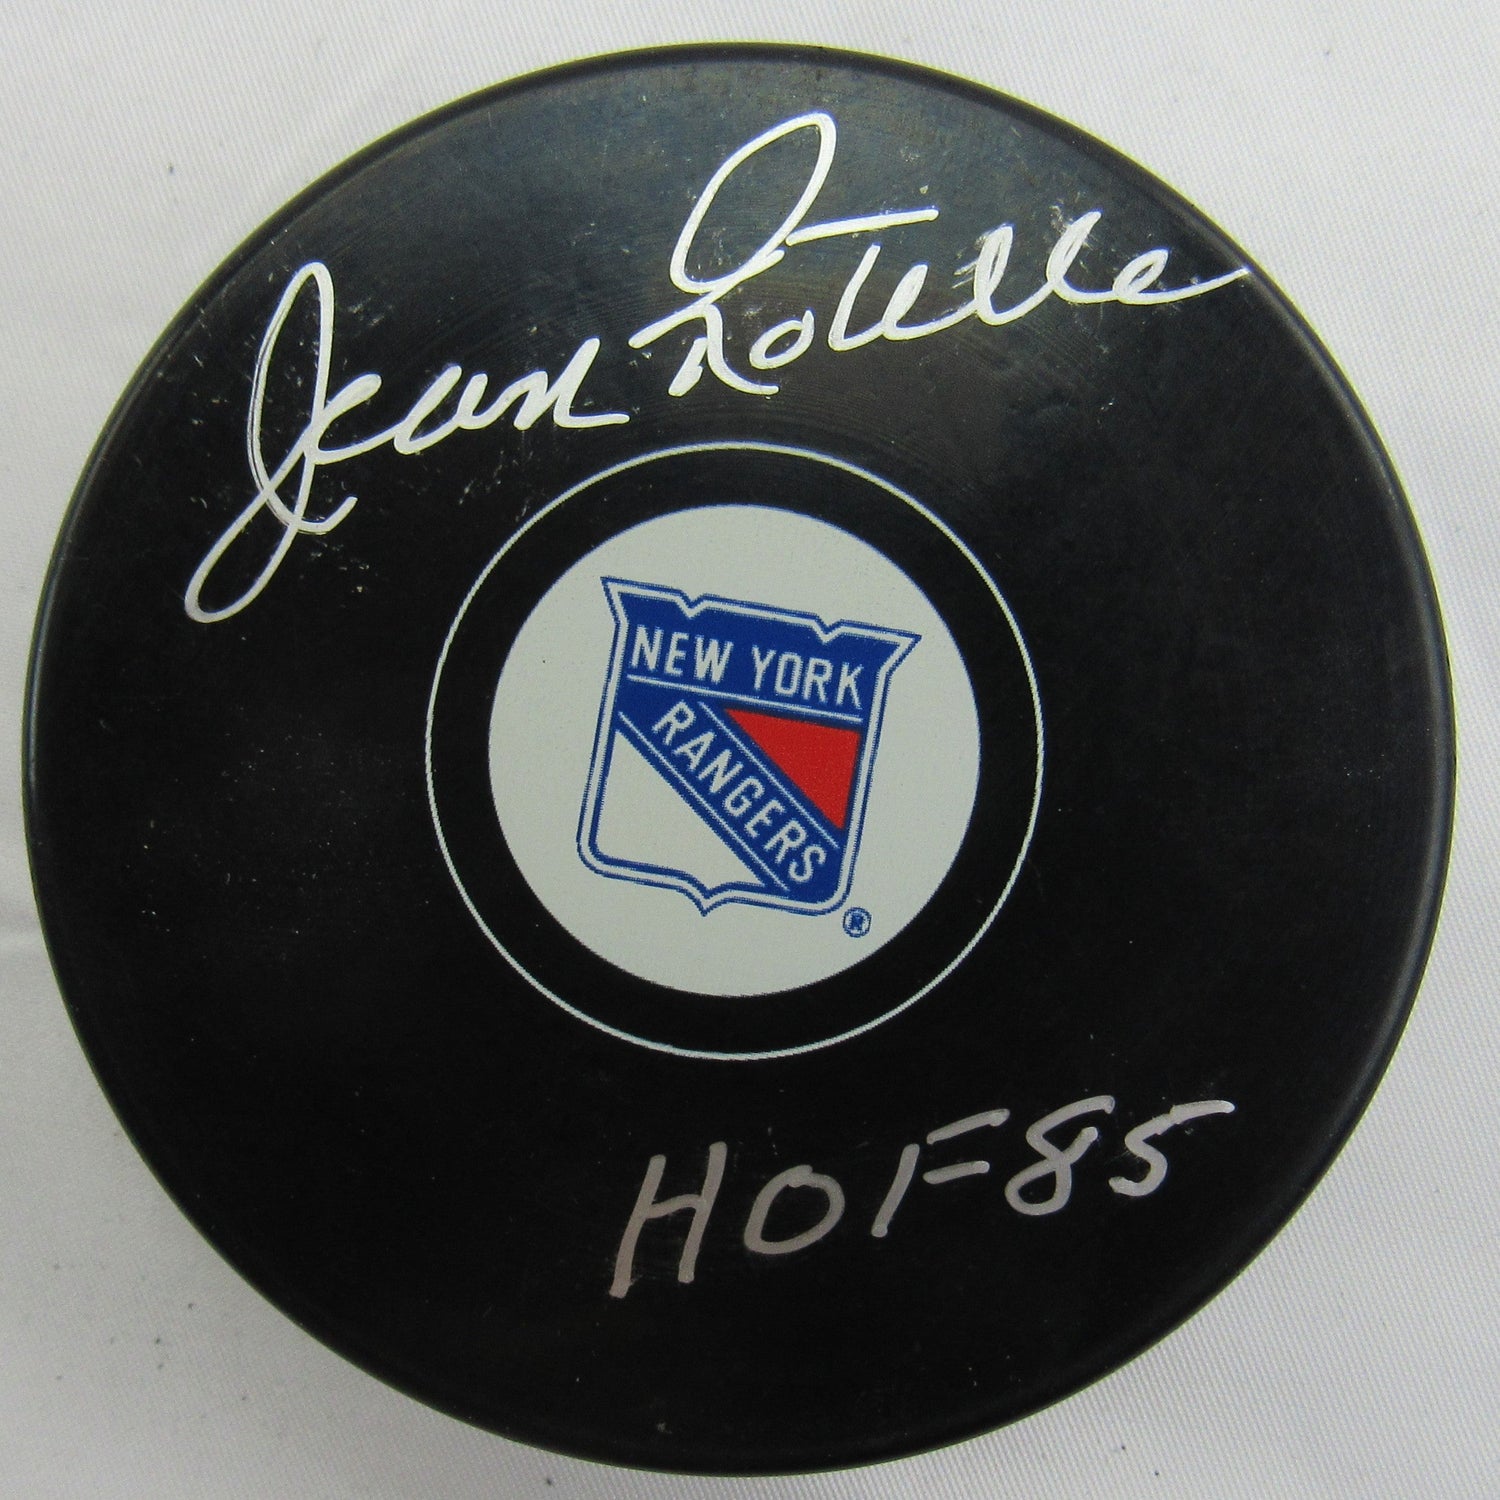 Jean Ratelle
NEW YORK
RANGERS
®
HOF 85